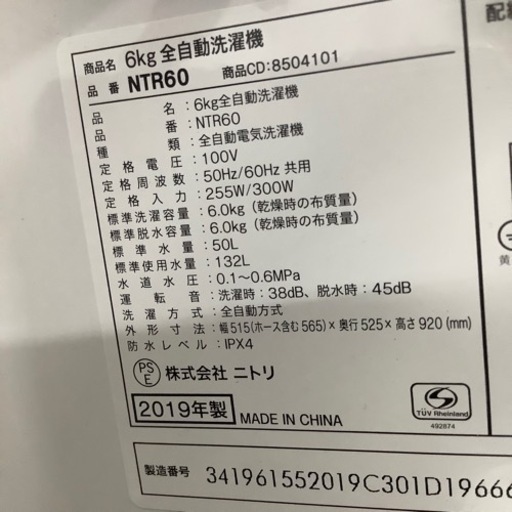 商品名 6kg 全自動洗濯機
品 番 NTR60 商品CD:8504101
品 名:6kg全自動洗濯機
品 番:NTR60
種 類:全自動電気洗濯機
定格電圧:100V
定格周波数:50Hz/60Hz 共用
定格入力:255W/300W
標準洗濯容量:6.0kg（乾燥時の布質量）
標準脱水容量:6.0kg（乾燥時の布質量）
標準水量:50L
標準使用水量:132L
水道水圧:0.1~0.6MPa
運転音:洗濯時:38dB、脱水時:45dB
洗濯方式:全自動方式
外形寸法:幅515(ホース含む565)×奥行525×高さ920(mm)
防水レベル:IPX4
PS E 株式会社 ニトリ
2019年製 MADE IN CHINA
TÜV Rheinland
492874
製造番号 341961552019C301D19666
配
黄